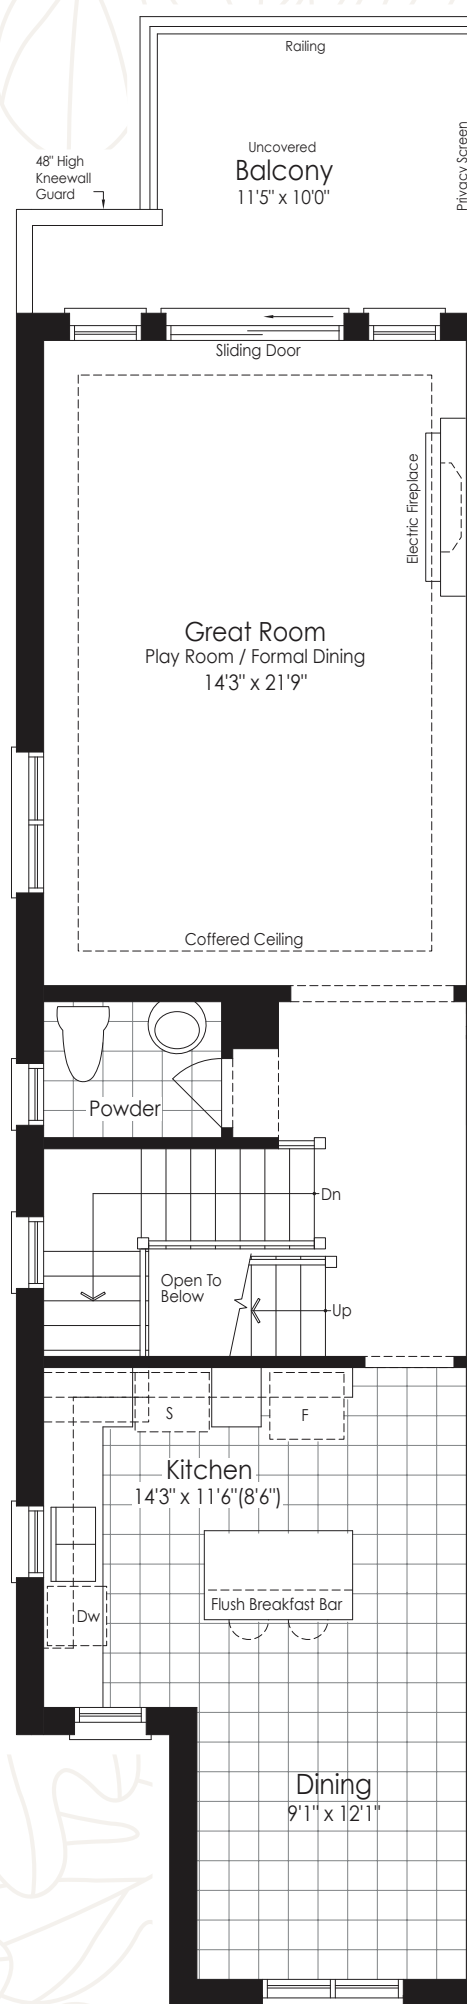 Railing
Uncovered
Balcony
11'5" x 10'0"
Privacy Screen
48" High
Kneewall
Guard
Sliding Door
Electric Fireplace
Great Room
Play Room / Formal Dining
14'3" x 21'9"
Coffered Ceiling
Powder
Dn
Open To
Below
Up
S
F
Kitchen
14'3" x 11'6"(8'6")
Flush Breakfast Bar
Dw
Dining
9'1" x 12'1"